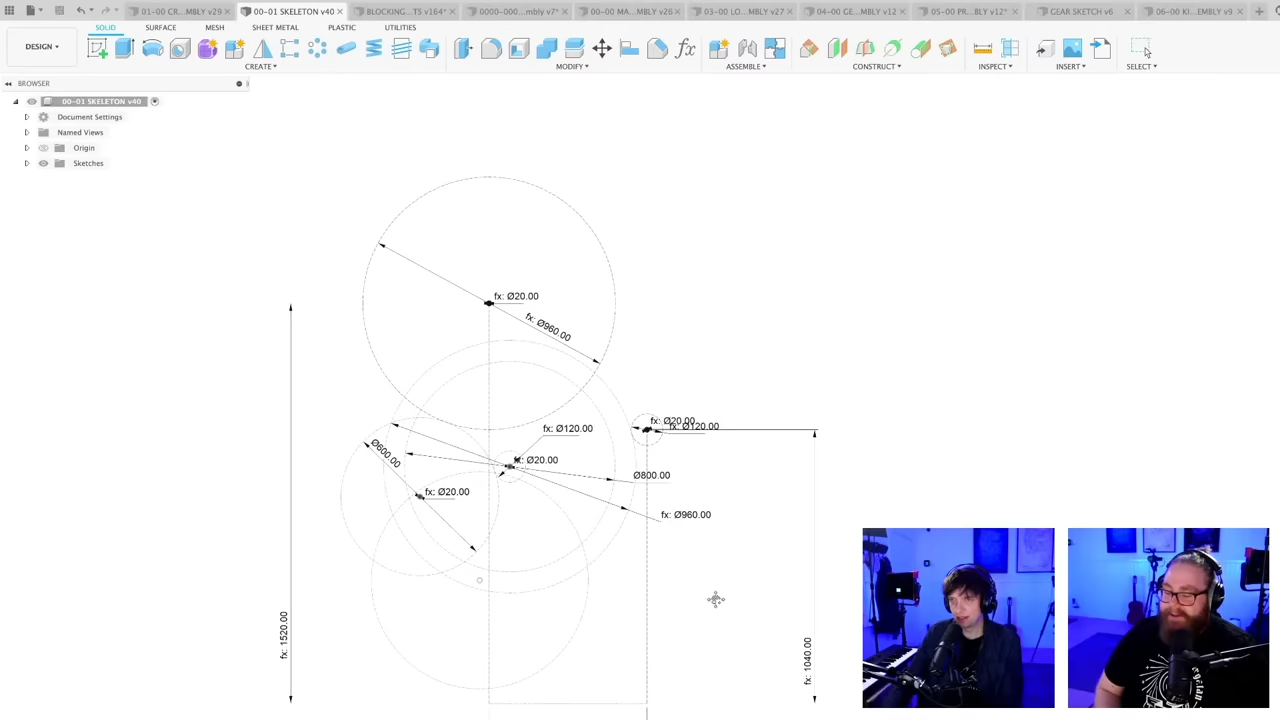 01-00 CR...MBLY v29
00-01 SKELETON v40
BLOCKING...TS v164*
0000-000...mbly v7*
00-00 MA...MBLY v26
03-00 LO...MBLY v27
04-00 GE...MBLY v12
05-00 PR...BLY v12*
GEAR SKETCH v6
06-00 KI...EMBLY v9
SOLID
SURFACE
MESH
SHEET METAL
PLASTIC
UTILITIES
DESIGN
CREATE
MODIFY
ASSEMBLE
CONSTRUCT
INSPECT
INSERT
SELECT
BROWSER
00-01 SKELETON v40
Document Settings
Named Views
Origin
Sketches
fx: Ø20.00
fx: Ø960.00
fx: Ø20.00
fx: Ø120.00
fx: Ø120.00
Ø600.00
fx: Ø20.00
Ø800.00
fx: Ø20.00
fx: Ø960.00
fx: 1520.00
fx: 1040.00